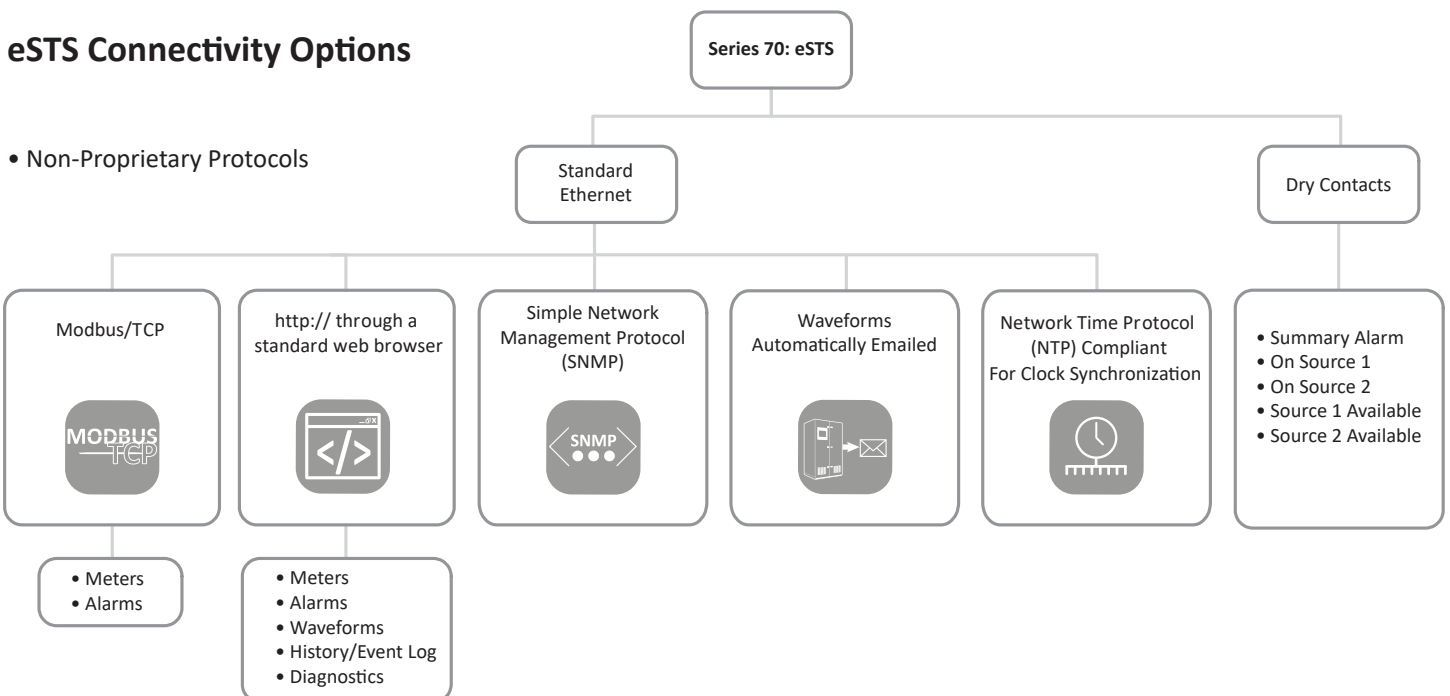 eSTS Connectivity Options
• Non-Proprietary Protocols
Series 70: eSTS
Standard
Ethernet
Dry Contacts
Modbus/TCP
MODBUS
TCP
http:// through a
standard web browser
</>
Simple Network
Management Protocol
(SNMP)
SNMP
Waveforms
Automatically Emailed
Network Time Protocol
(NTP) Compliant
For Clock Synchronization
• Summary Alarm
• On Source 1
• On Source 2
• Source 1 Available
• Source 2 Available
• Meters
• Alarms
• Meters
• Alarms
• Waveforms
• History/Event Log
• Diagnostics